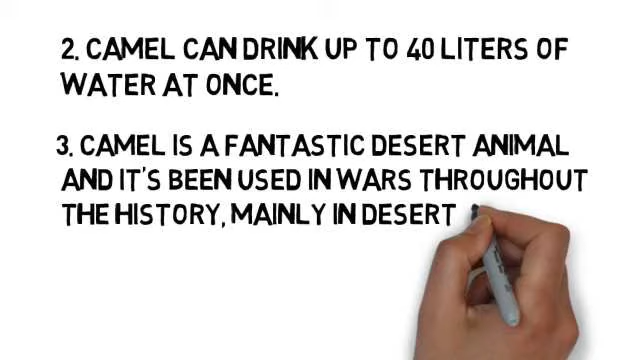 2. CAMEL CAN DRINK UP TO 40 LITERS OF
WATER AT ONCE.
3. CAMEL IS A FANTASTIC DESERT ANIMAL
AND IT'S BEEN USED IN WARS THROUGHOUT
THE HISTORY, MAINLY IN DESERT